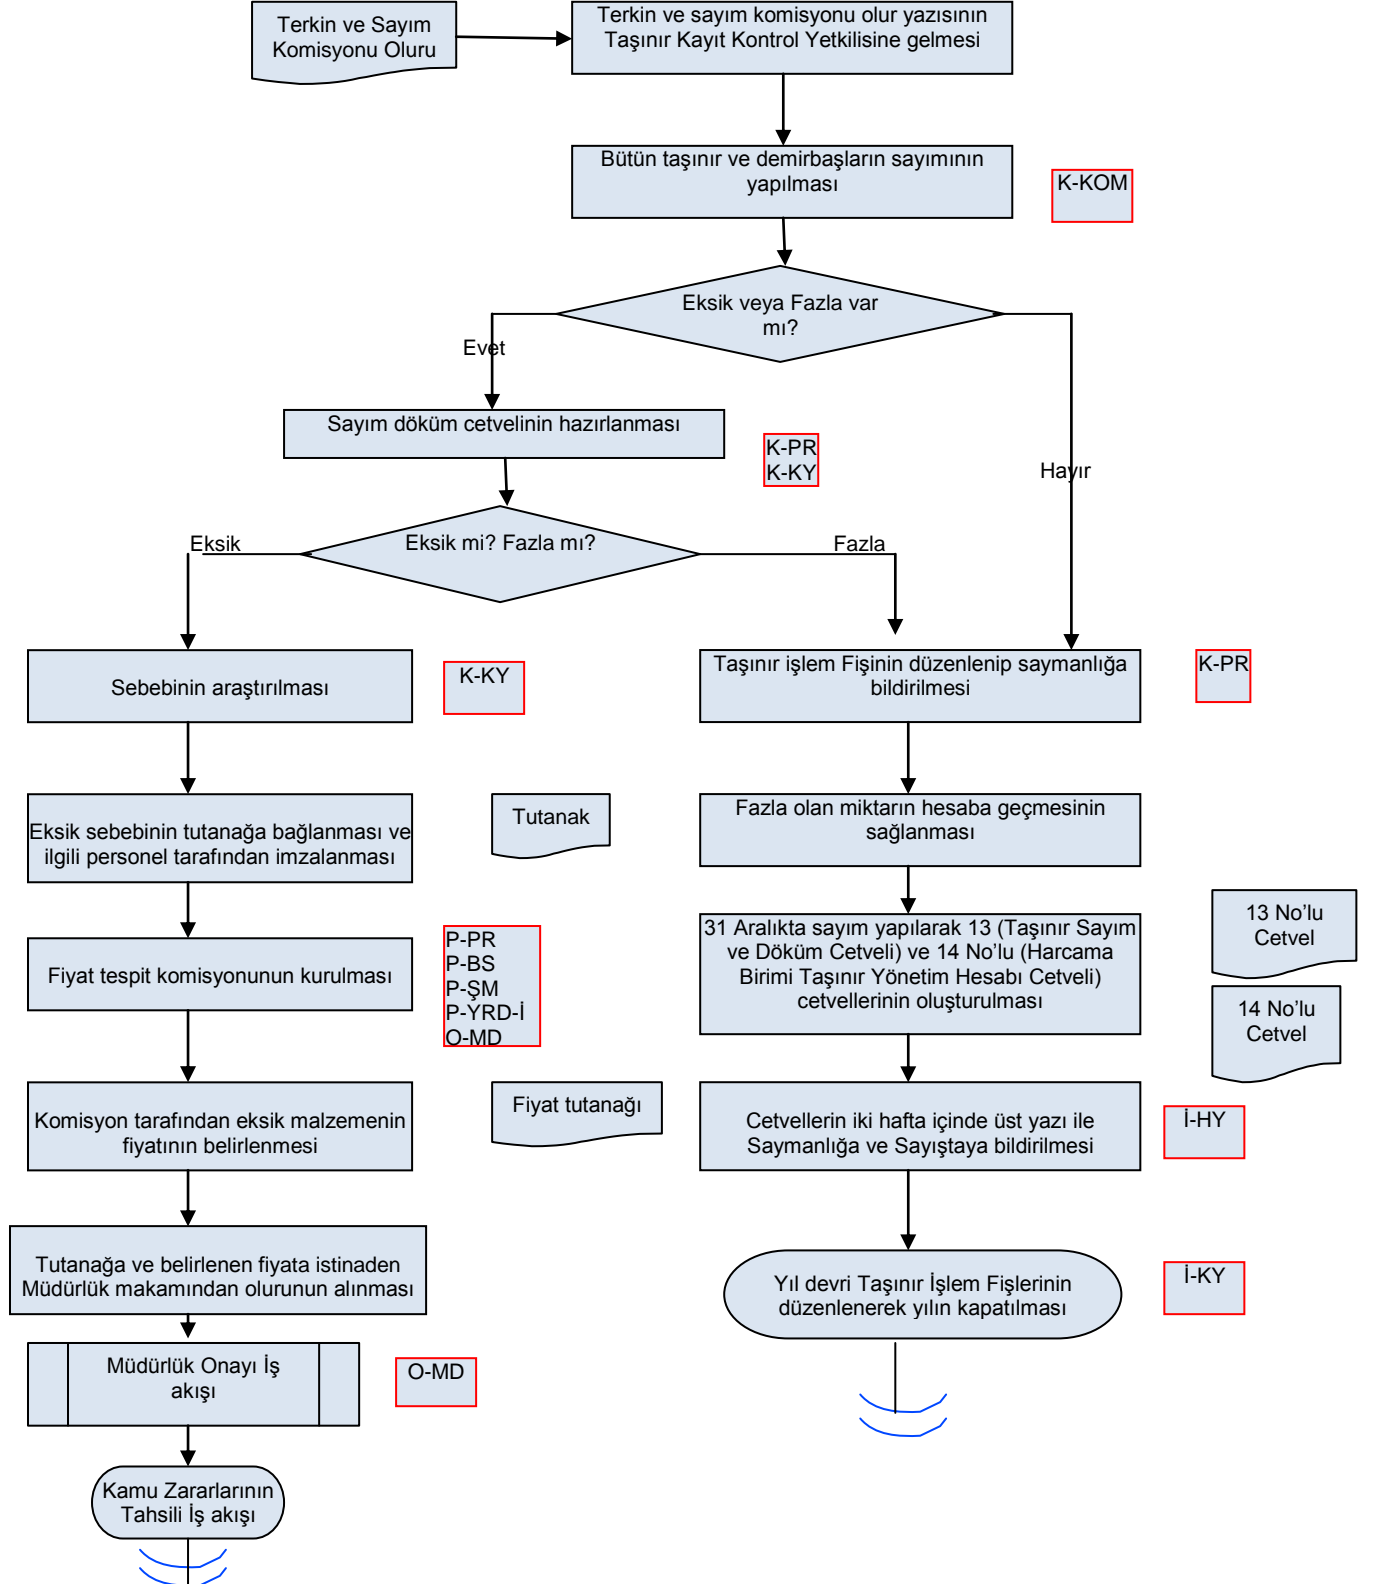 Terkin ve Sayım
Komisyonu Oluru
Terkin ve sayım komisyonu olur yazısının
Taşınır Kayıt Kontrol Yetkilisine gelmesi
Bütün taşınır ve demirbaşların sayımının
yapılması
K-KOM
Eksik veya Fazla var
mı?
Evet
Sayım döküm cetvelinin hazırlanması
K-PR
K-KY
Hayır
Eksik mi? Fazla mı?
Eksik
Fazla
Sebebinin araştırılması
K-KY
Taşınır işlem Fişinin düzenlenip saymanlığa
bildirilmesi
K-PR
Eksik sebebinin tutanağa bağlanması ve
ilgili personel tarafından imzalanması
Tutanak
Fazla olan miktarın hesaba geçmesinin
sağlanması
Fiyat tespit komisyonunun kurulması
P-PR
P-BS
P-ŞM
P-YRD-İ
O-MD
31 Aralıkta sayım yapılarak 13 (Taşınır Sayım
ve Döküm Cetveli) ve 14 No’lu (Harcama
Birimi Taşınır Yönetim Hesabı Cetveli)
cetvellerinin oluşturulması
13 No’lu
Cetvel
14 No’lu
Cetvel
Komisyon tarafından eksik malzemenin
fiyatının belirlenmesi
Fiyat tutanağı
Cetvellerin iki hafta içinde üst yazı ile
Saymanlığa ve Sayıştaya bildirilmesi
İ-HY
Tutanağa ve belirlenen fiyata istinaden
Müdürlük makamından olurunun alınması
Yıl devri Taşınır İşlem Fişlerinin
düzenlenerek yılın kapatılması
İ-KY
Müdürlük Onayı İş
akışı
O-MD
Kamu Zararlarının
Tahsili İş akışı